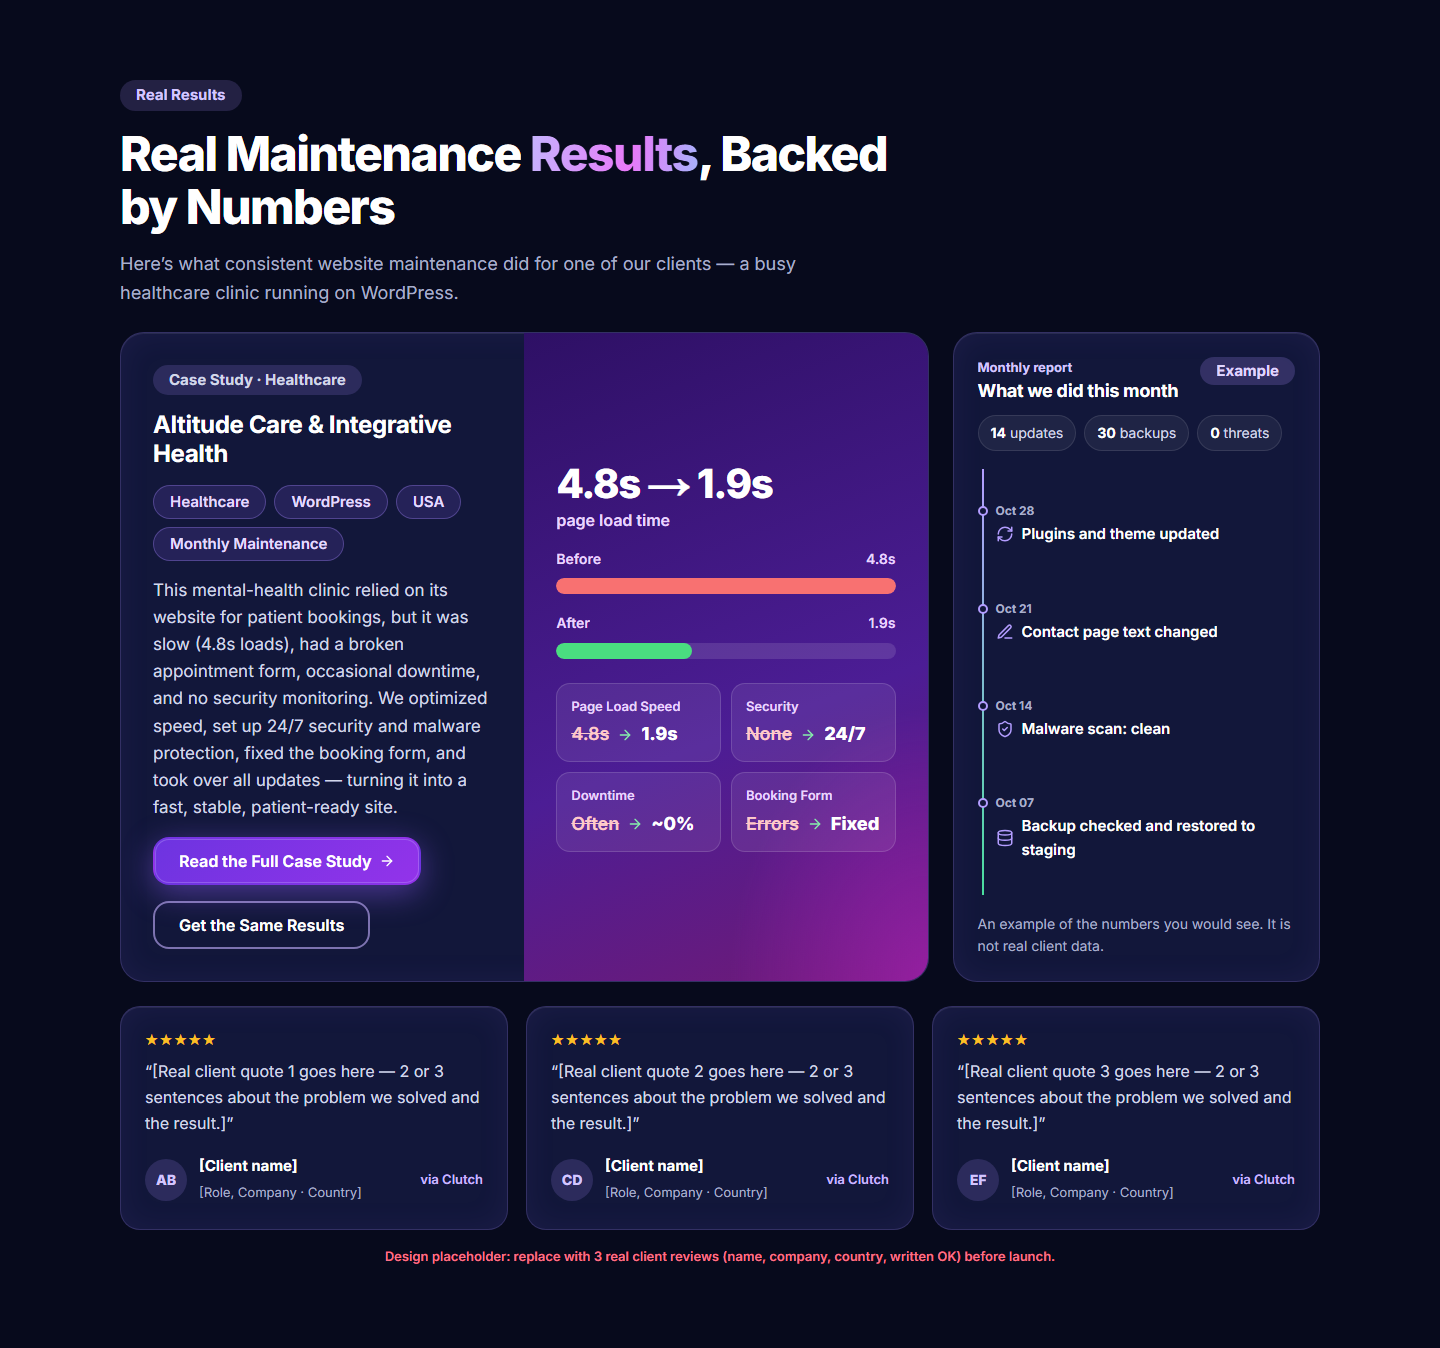 Real Results
Real Maintenance Results, Backed
by Numbers
Here’s what consistent website maintenance did for one of our clients — a busy
healthcare clinic running on WordPress.
Case Study · Healthcare
Altitude Care & Integrative
Health
Healthcare
WordPress
USA
Monthly Maintenance
This mental-health clinic relied on its
website for patient bookings, but it was
slow (4.8s loads), had a broken
appointment form, occasional downtime,
and no security monitoring. We optimized
speed, set up 24/7 security and malware
protection, fixed the booking form, and
took over all updates — turning it into a
fast, stable, patient-ready site.
Read the Full Case Study →
Get the Same Results
4.8s → 1.9s
page load time
Before 4.8s
After 1.9s
Page Load Speed
4.8s → 1.9s
Security
None → 24/7
Downtime
Often → ~0%
Booking Form
Errors → Fixed
Monthly report
What we did this month
Example
14 updates
30 backups
0 threats
Oct 28
Plugins and theme updated
Oct 21
Contact page text changed
Oct 14
Malware scan: clean
Oct 07
Backup checked and restored to
staging
An example of the numbers you would see. It is
not real client data.
★★★★★
“[Real client quote 1 goes here — 2 or 3
sentences about the problem we solved and
the result.]”
AB
[Client name]
[Role, Company · Country]
via Clutch
★★★★★
“[Real client quote 2 goes here — 2 or 3
sentences about the problem we solved and
the result.]”
CD
[Client name]
[Role, Company · Country]
via Clutch
★★★★★
“[Real client quote 3 goes here — 2 or 3
sentences about the problem we solved and
the result.]”
EF
[Client name]
[Role, Company · Country]
via Clutch
Design placeholder: replace with 3 real client reviews (name, company, country, written OK) before launch.